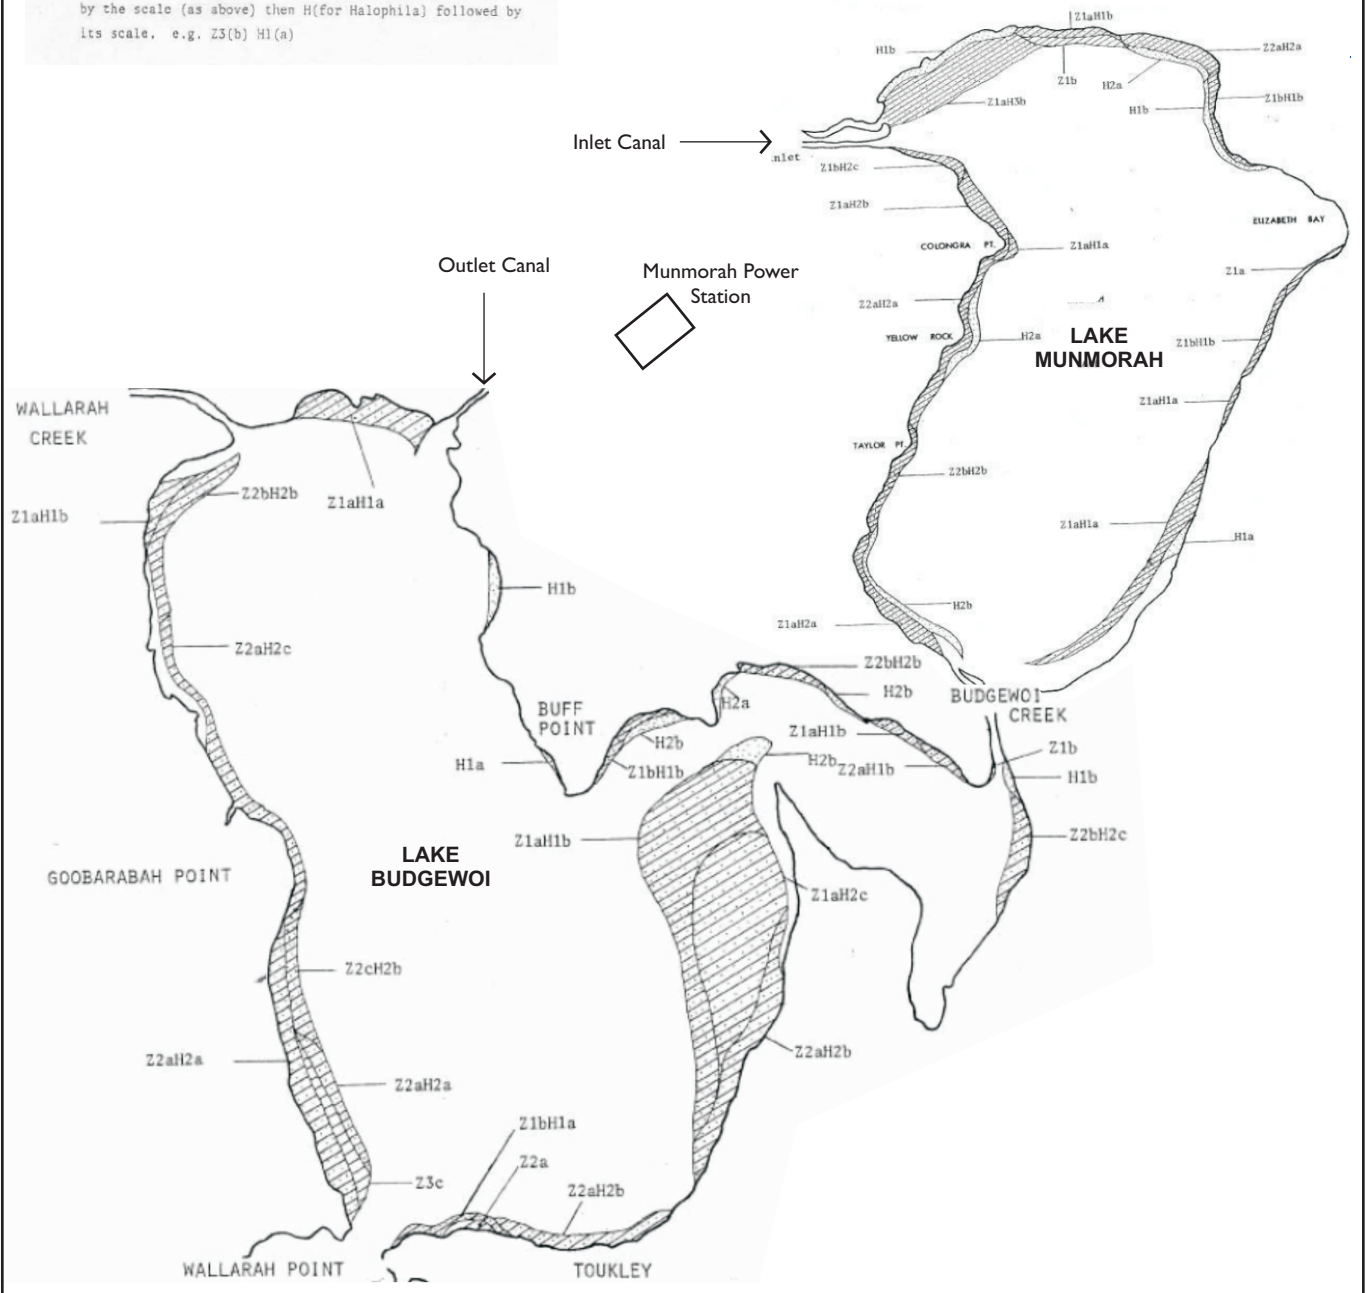 by the scale (as above) then H(for Halophila) followed by
its scale. e.g. Z3(b) H1(a)
Z1aH1b
H1b
Z2aH2a
Z1b
H2a
Z1aH3b
Z1bH1b
H1b
Inlet Canal
nlet
Z1bH2c
Z1aH2b
ELIZABETH BAY
COLONGRA PT.
Z1aH1a
Z1a
Outlet Canal
Munmorah Power
Station
Z2aH2a
YELLOW ROCK
H2a
LAKE
MUNMORAH
Z1bH1b
Z1aH1a
WALLARAH
CREEK
TAYLOR PT.
Z2bH2b
Z2bH2b
Z1aH1a
Z1aH1b
Z1aH1a
H1a
H1b
H2b
Z1aH2a
Z2aH2c
Z2bH2b
H2b
BUDGEWOI
CREEK
H2a
BUFF
POINT
Z1aH1b
H2b
Z1b
H1a
Z1bH1b
H2b
Z2aH1b
H1b
Z1aH1b
Z2bH2c
LAKE
BUDGEWOI
GOOBARABAH POINT
Z1aH2c
Z2cH2b
Z2aH2a
Z2aH2b
Z2aH2a
Z1bH1a
Z2a
Z3c
Z2aH2b
WALLARAH POINT
TOUKLEY